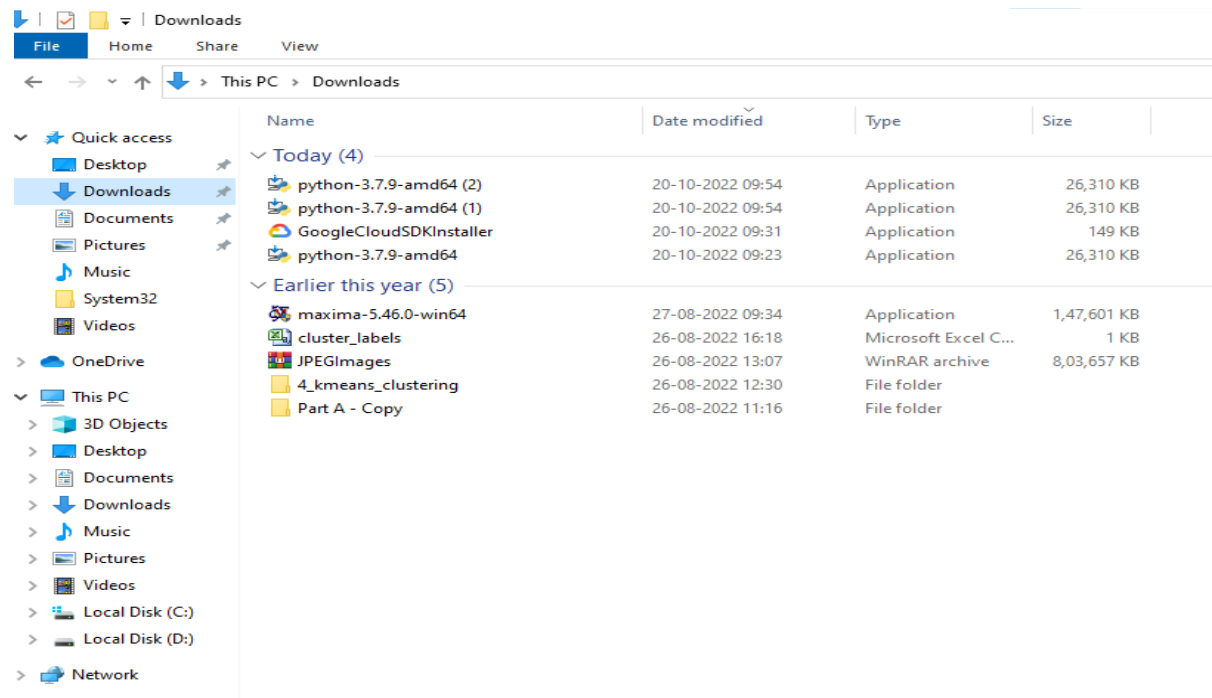 Downloads
File Home Share View
This PC > Downloads
Name Date modified Type Size
Quick access
Desktop
Downloads
Documents
Pictures
Music
System32
Videos
OneDrive
This PC
3D Objects
Desktop
Documents
Downloads
Music
Pictures
Videos
Local Disk (C:)
Local Disk (D:)
Network
Today (4)
python-3.7.9-amd64 (2) 20-10-2022 09:54 Application 26,310 KB
python-3.7.9-amd64 (1) 20-10-2022 09:54 Application 26,310 KB
GoogleCloudSDKInstaller 20-10-2022 09:31 Application 149 KB
python-3.7.9-amd64 20-10-2022 09:23 Application 26,310 KB
Earlier this year (5)
maxima-5.46.0-win64 27-08-2022 09:34 Application 1,47,601 KB
cluster_labels 26-08-2022 16:18 Microsoft Excel C... 1 KB
JPEGImages 26-08-2022 13:07 WinRAR archive 8,03,657 KB
4_kmeans_clustering 26-08-2022 12:30 File folder
Part A - Copy 26-08-2022 11:16 File folder